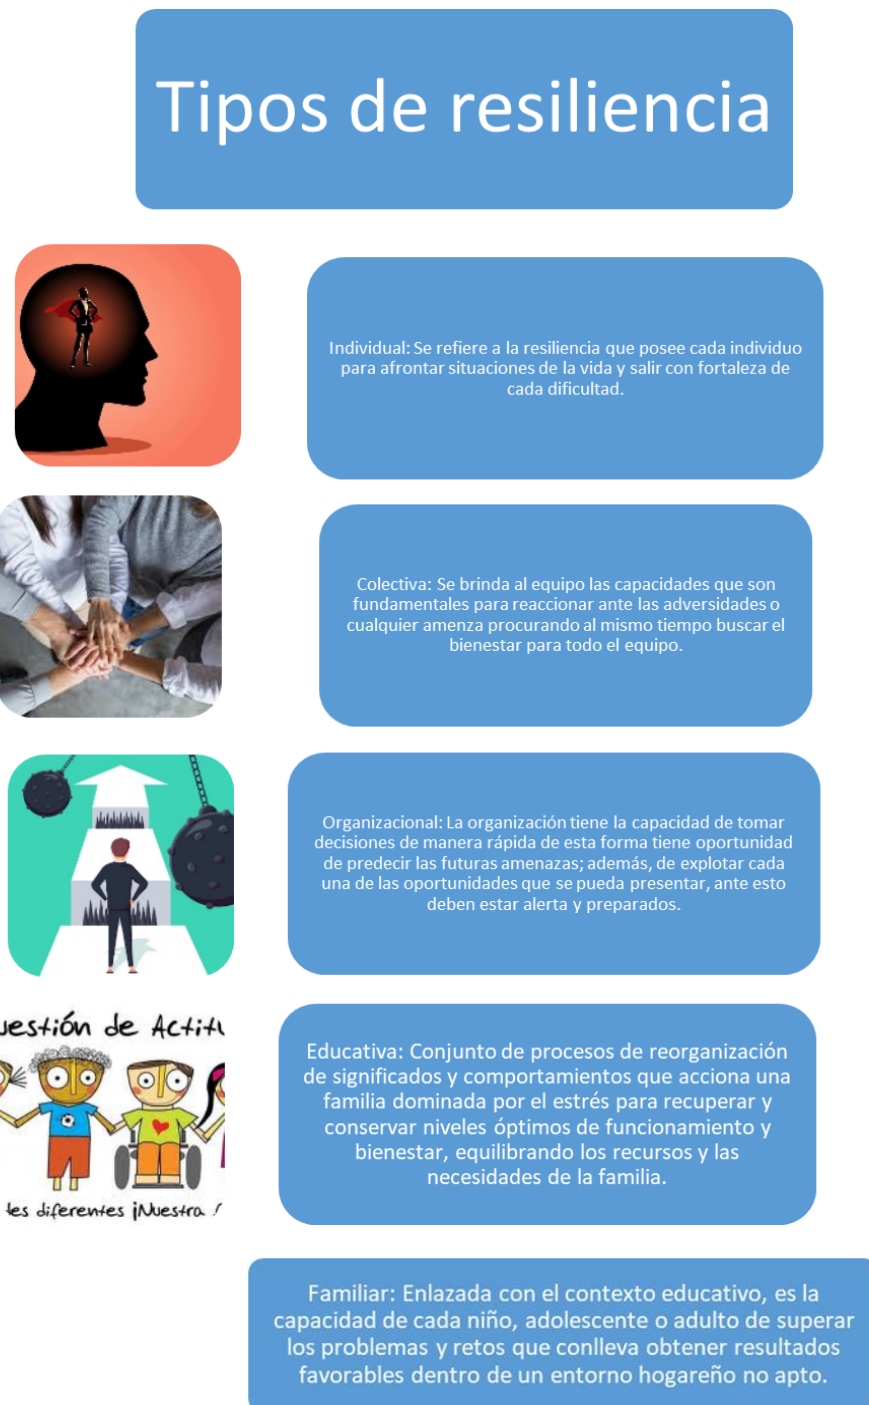 Tipos de resiliencia
Individual: Se refiere a la resiliencia que posee cada individuo
para afrontar situaciones de la vida y salir con fortaleza de
cada dificultad.
Colectiva: Se brinda al equipo las capacidades que son
fundamentales para reaccionar ante las adversidades o
cualquier amenza procurando al mismo tiempo buscar el
bienestar para todo el equipo.
Organizacional: La organización tiene la capacidad de tomar
decisiones de manera rápida de esta forma tiene oportunidad
de predecir las futuras amenazas; además, de explotar cada
una de las oportunidades que se pueda presentar, ante esto
deben estar alerta y preparados.
de
diferentes ¡Nuestra
Educativa: Conjunto de procesos de reorganización
de significados y comportamientos que acciona una
familia dominada por el estrés para recuperar y
conservar niveles óptimos de funcionamiento y
bienestar, equilibrando los recursos y las
necesidades de la familia.
Familiar: Enlazada con el contexto educativo, es la
capacidad de cada niño, adolescente o adulto de superar
los problemas y retos que conlleva obtener resultados
favorables dentro de un entorno hogareño no apto.